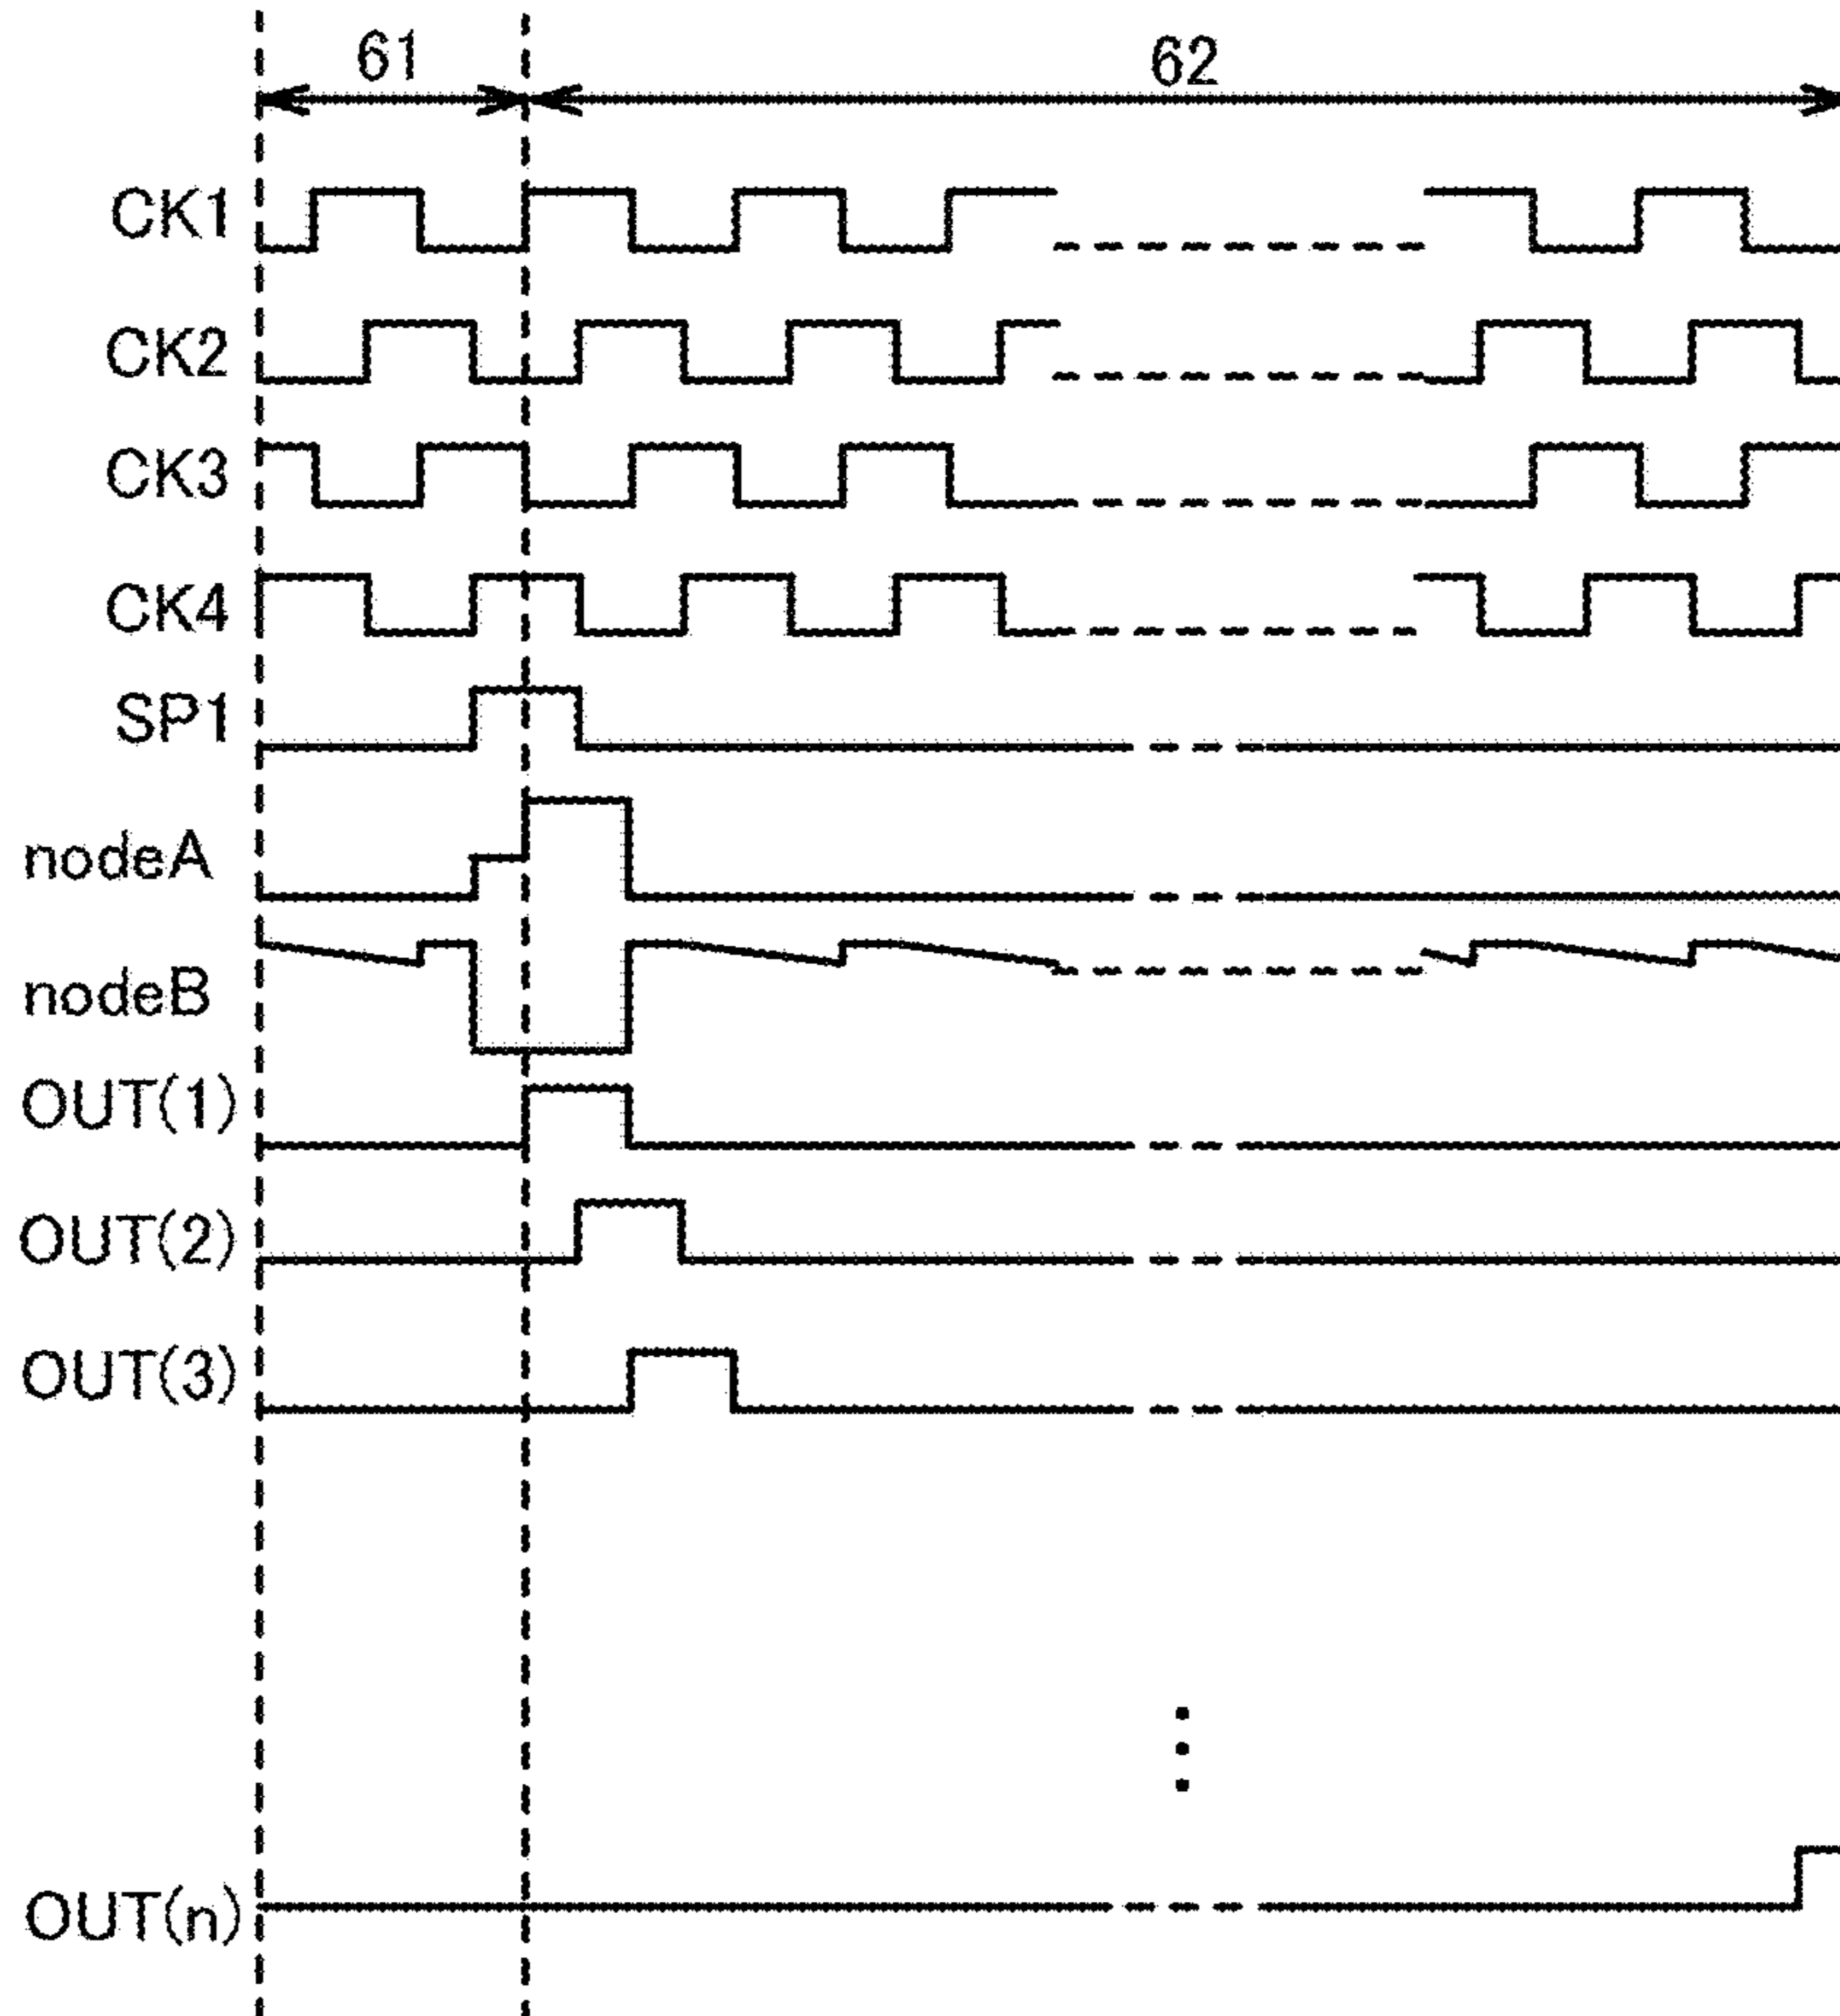 61 62
CK1
CK2
CK3
CK4
SP1
nodeA
nodeB
OUT(1)
OUT(2)
OUT(3)
OUT(n)